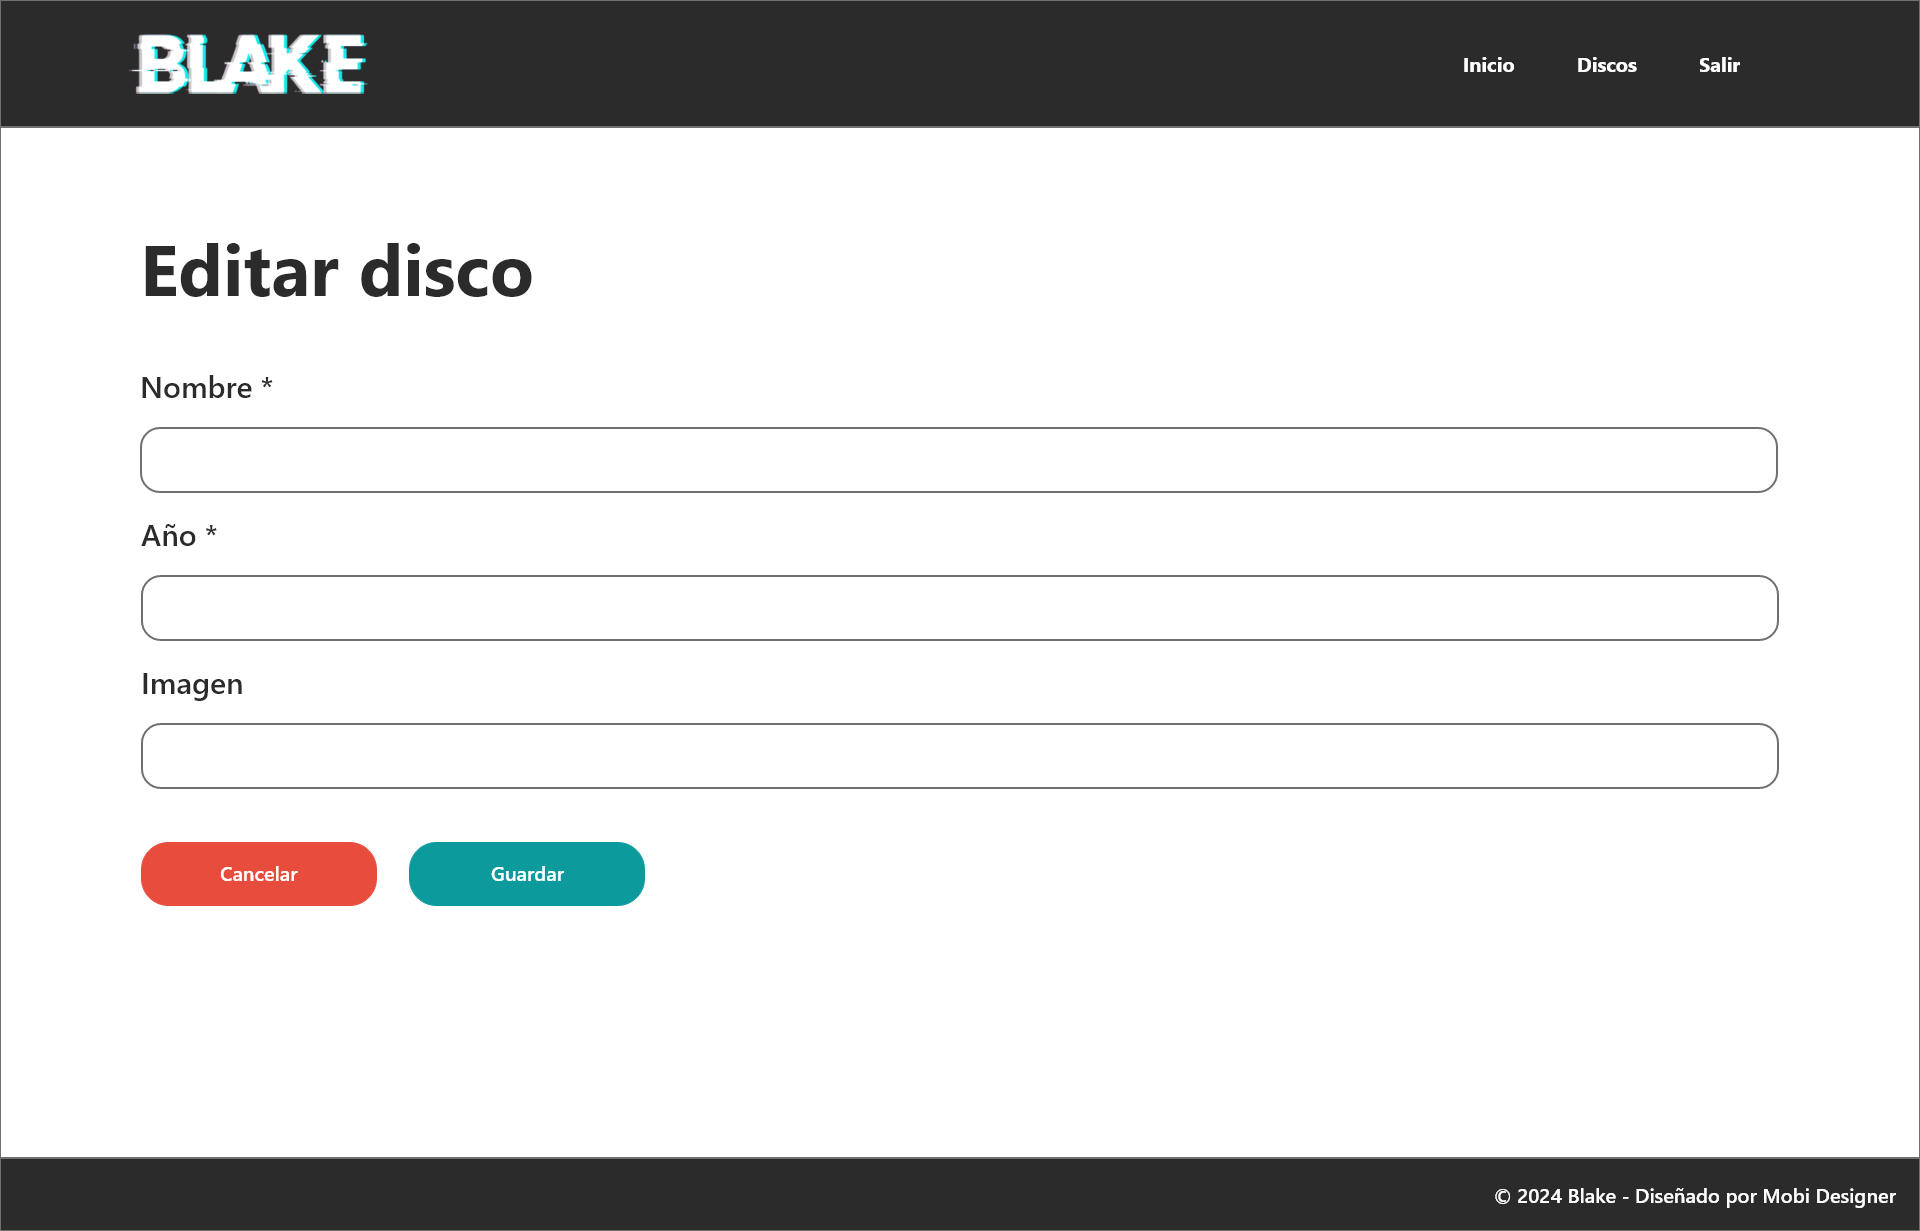 BLAKE
Inicio Discos Salir
Editar disco
Nombre *
Año *
Imagen
Cancelar Guardar
© 2024 Blake - Diseñado por Mobi Designer